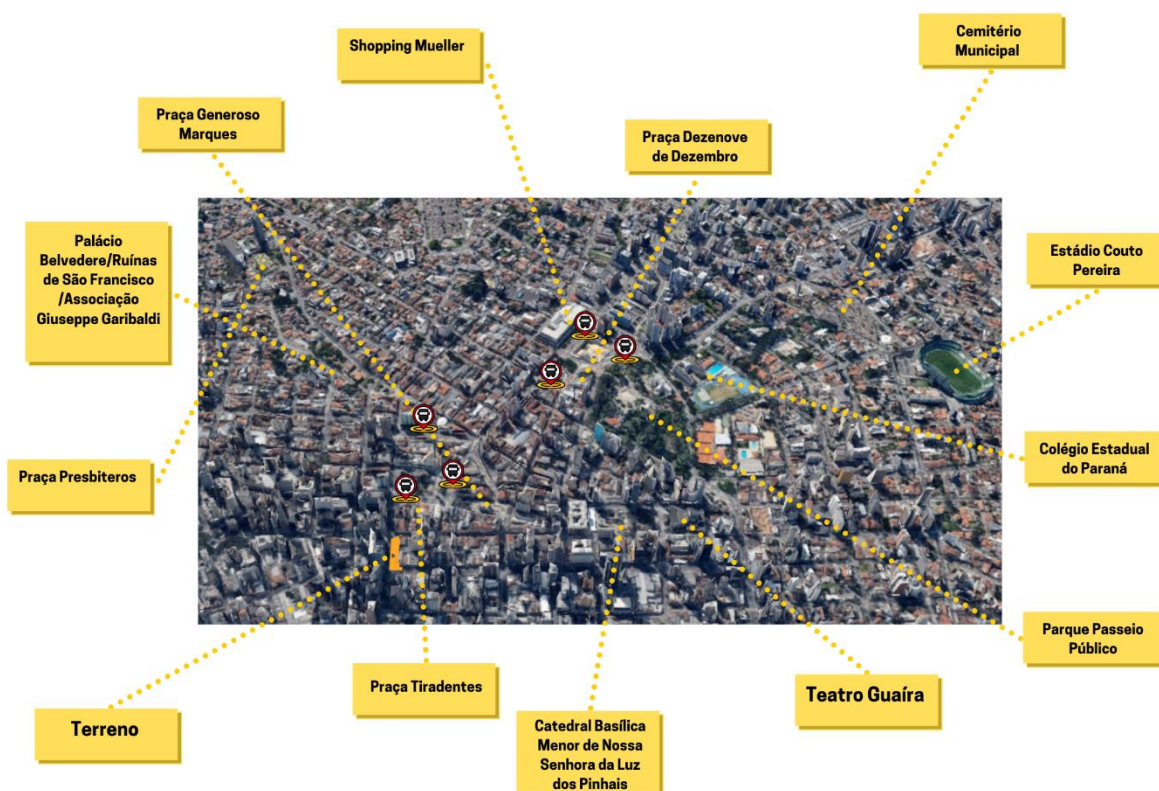 Shopping Mueller
Cemitério
Municipal
Praça Generoso
Marques
Praça Dezenove
de Dezembro
Palácio
Belvedere/Ruínas
de São Francisco
/Associação
Giuseppe Garibaldi
Estádio Couto
Pereira
Praça Presbiteros
Colégio Estadual
do Paraná
Parque Passeio
Público
Praça Tiradentes
Teatro Guaíra
Terreno
Catedral Basílica
Menor de Nossa
Senhora da Luz
dos Pinhais